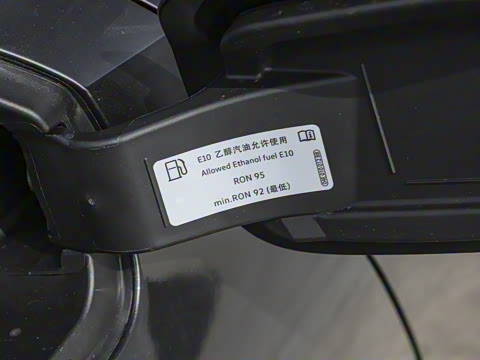 E10 乙醇汽油允许使用
Allowed Ethanol fuel E10
RON 95
min.RON 92 (最低)